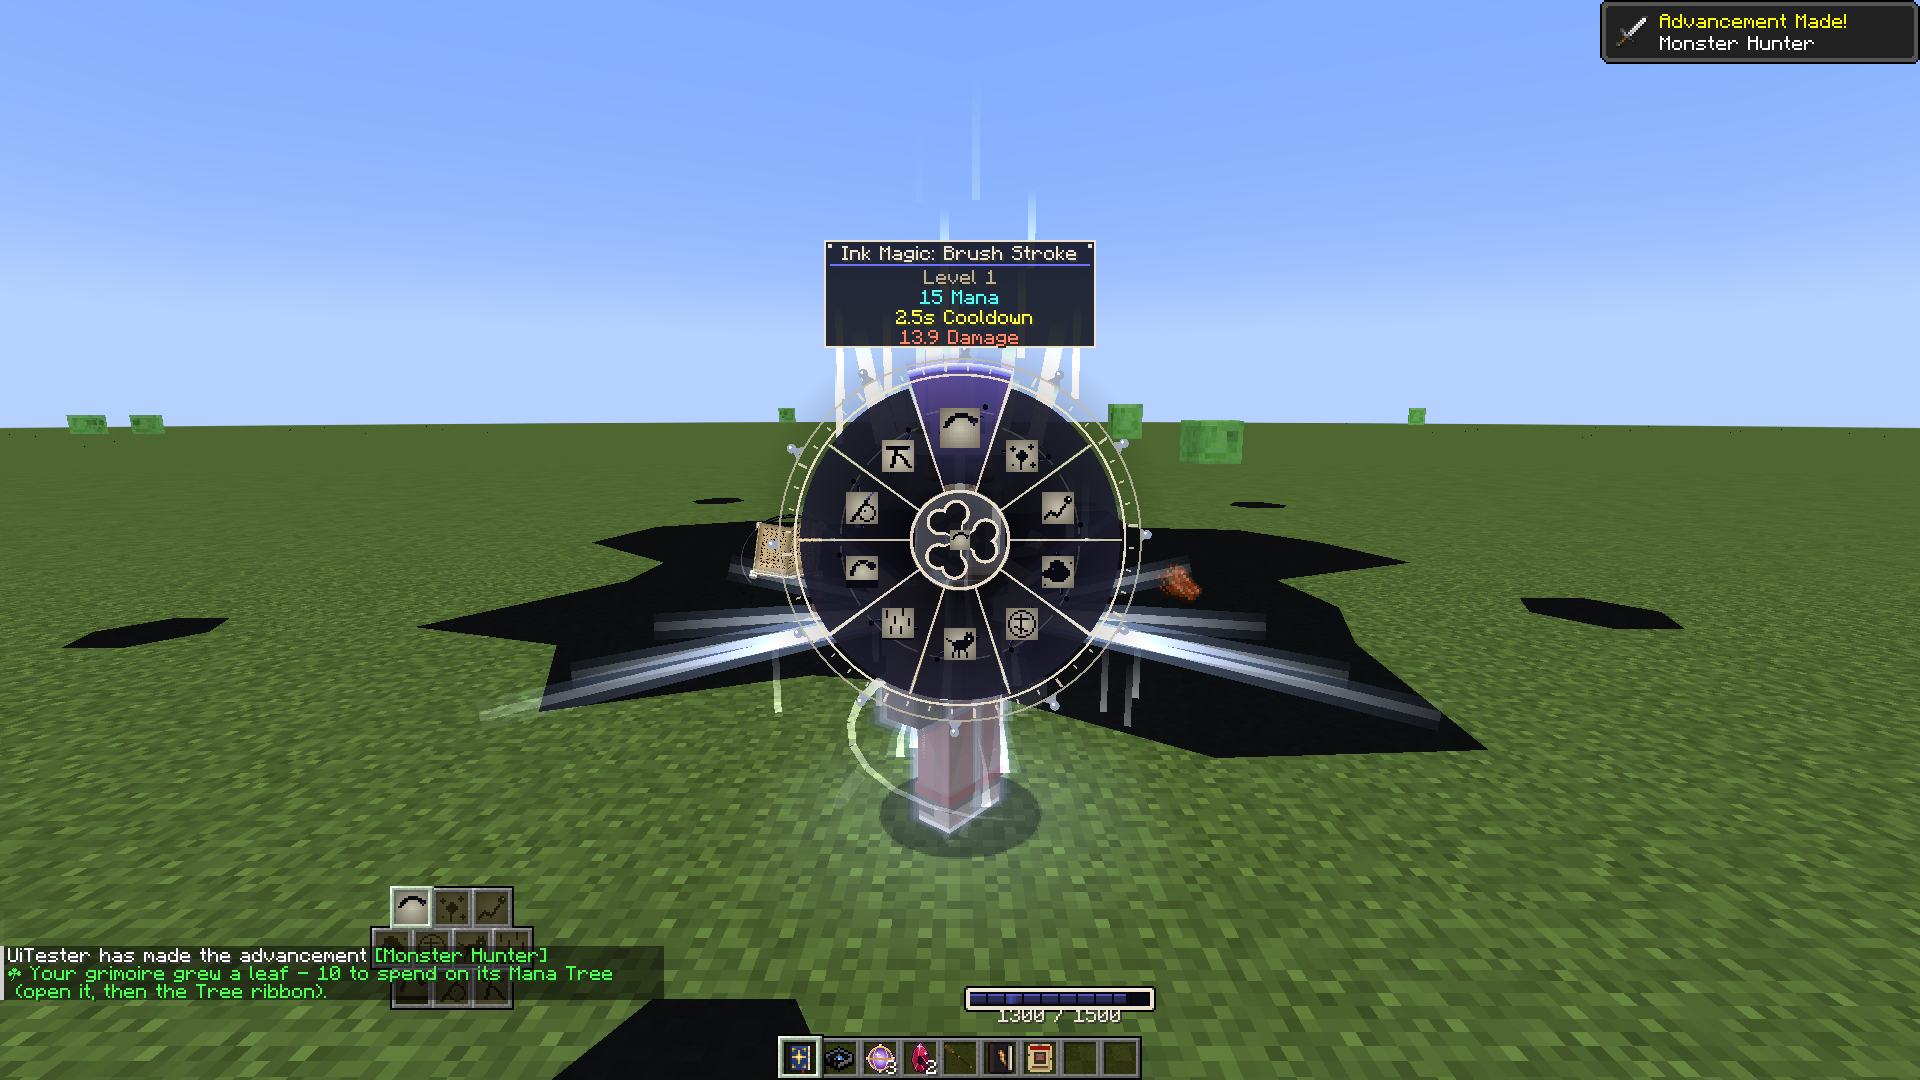 Advancement Made!
Monster Hunter
Ink Magic: Brush Stroke
Level 1
15 Mana
2.5s Cooldown
13.9 Damage
UiTester has made the advancement [Monster Hunter]
☘ Your grimoire grew a leaf – 10 to spend on its Mana Tree
(open it, then the Tree ribbon).
1300 / 1500
3
2